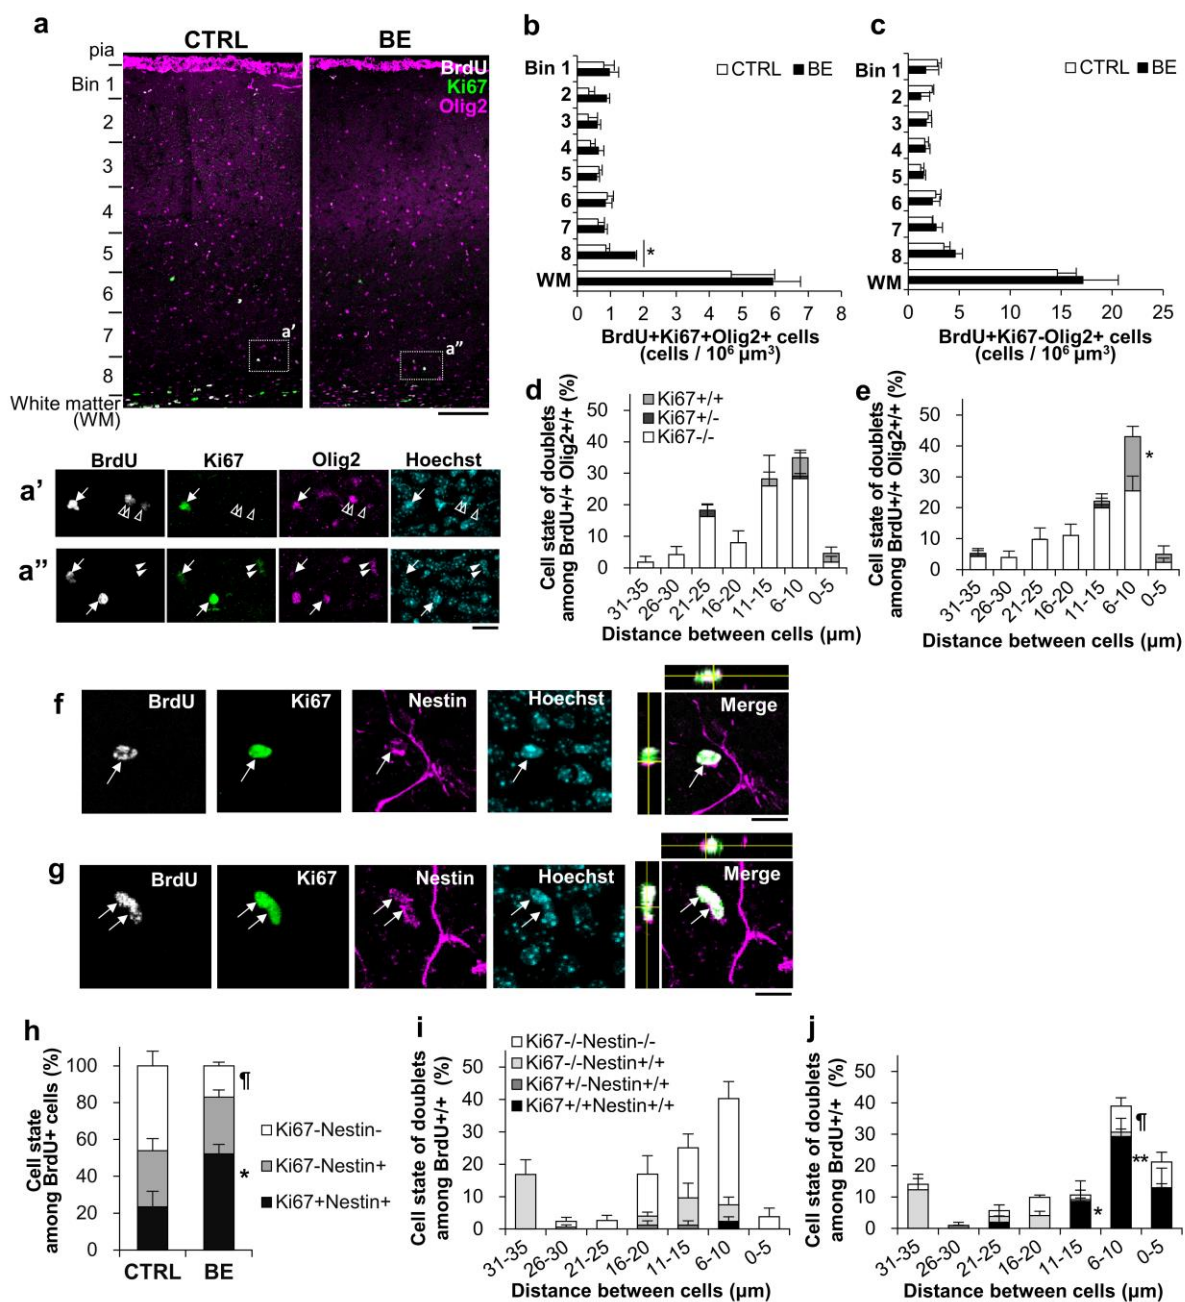 a
CTRL
BE
pia
Bin 1
2
3
4
5
6
7
8
White matter
(WM)
BrdU
Ki67
Olig2
a'
a"
b
Bin 1
2
3
4
5
6
7
8
WM
CTRL BE
*
0 1 2 3 4 5 6 7 8
BrdU+Ki67+Olig2+ cells
(cells / 10⁶ µm³)
c
Bin 1
2
3
4
5
6
7
8
WM
CTRL BE
0 5 10 15 20 25
BrdU+Ki67-Olig2+ cells
(cells / 10⁶ µm³)
BrdU Ki67 Olig2 Hoechst
a'
a"
d
Cell state of doublets
among BrdU+/+ Olig2+/+ (%)
50
40
30
20
10
0
Ki67+/+
Ki67+/-
Ki67-/-
31-35 26-30 21-25 16-20 11-15 6-10 0-5
Distance between cells (µm)
e
Cell state of doublets
among BrdU+/+ Olig2+/+ (%)
50
40
30
20
10
0
*
31-35 26-30 21-25 16-20 11-15 6-10 0-5
Distance between cells (µm)
f
BrdU Ki67 Nestin Hoechst Merge
g
BrdU Ki67 Nestin Hoechst Merge
h
Cell state
among BrdU+ cells (%)
100
80
60
40
20
0
¶
*
CTRL BE
Ki67-Nestin-
Ki67-Nestin+
Ki67+Nestin+
i
Cell state of doublets
among BrdU+/+ (%)
50
40
30
20
10
0
Ki67-/-Nestin-/-
Ki67-/-Nestin+/+
Ki67+/-Nestin+/+
Ki67+/+Nestin+/+
31-35 26-30 21-25 16-20 11-15 6-10 0-5
Distance between cells (µm)
j
Cell state of doublets
among BrdU+/+ (%)
50
40
30
20
10
0
¶
**
*
31-35 26-30 21-25 16-20 11-15 6-10 0-5
Distance between cells (µm)